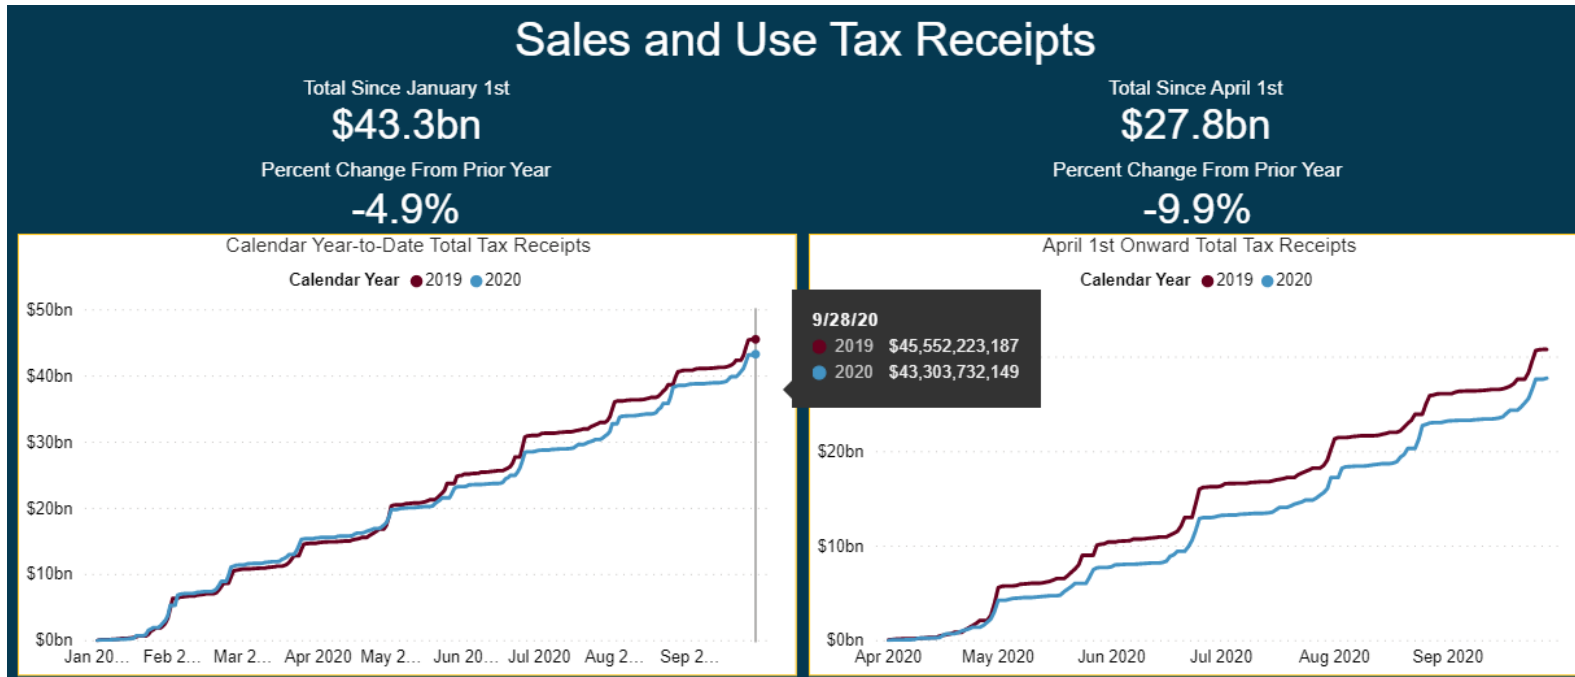 Sales and Use Tax Receipts
Total Since January 1st
$43.3bn
Percent Change From Prior Year
-4.9%
Total Since April 1st
$27.8bn
Percent Change From Prior Year
-9.9%
Calendar Year-to-Date Total Tax Receipts
Calendar Year 2019 2020
$50bn
$40bn
$30bn
$20bn
$10bn
$0bn
Jan 20... Feb 2... Mar 2... Apr 2020 May 2... Jun 20... Jul 2020 Aug 2... Sep 2...
9/28/20
2019 $45,552,223,187
2020 $43,303,732,149
April 1st Onward Total Tax Receipts
Calendar Year 2019 2020
$20bn
$10bn
$0bn
Apr 2020 May 2020 Jun 2020 Jul 2020 Aug 2020 Sep 2020